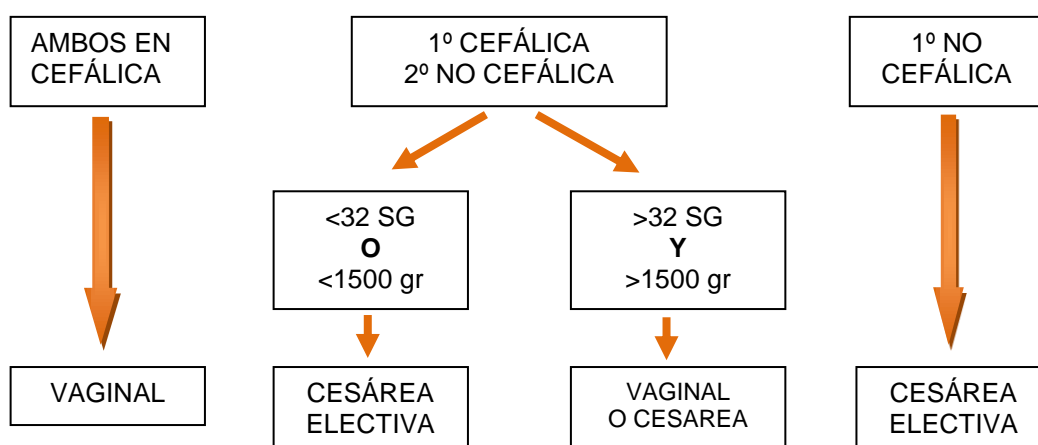 AMBOS EN
CEFÁLICA
1º CEFÁLICA
2º NO CEFÁLICA
1º NO
CEFÁLICA
<32 SG
O
<1500 gr
>32 SG
Y
>1500 gr
VAGINAL
CESÁREA
ELECTIVA
VAGINAL
O CESAREA
CESÁREA
ELECTIVA